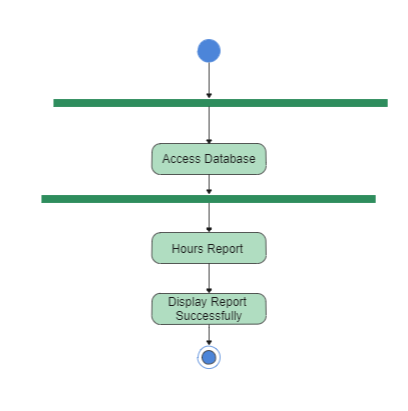 Access Database
Hours Report
Display Report
Successfully